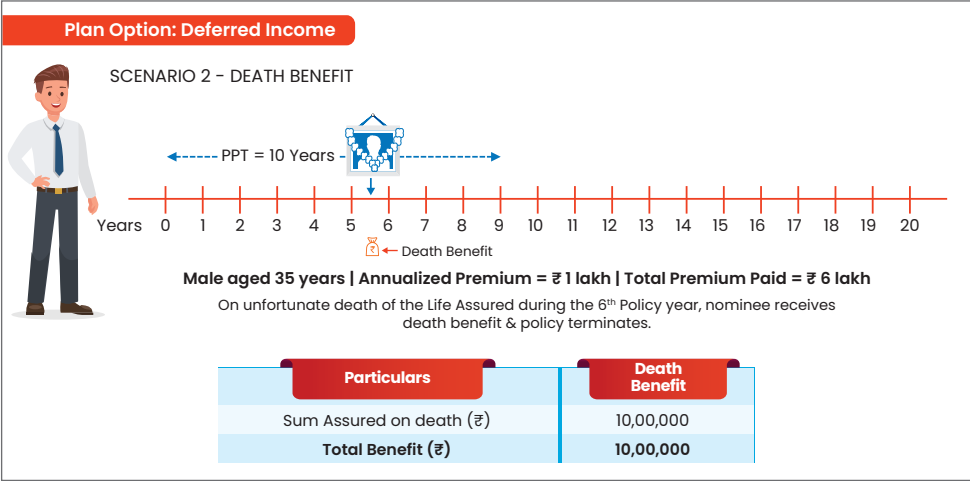 Plan Option: Deferred Income
SCENARIO 2 - DEATH BENEFIT
PPT = 10 Years
Years 0 1 2 3 4 5 6 7 8 9 10 11 12 13 14 15 16 17 18 19 20
₹ Death Benefit
Male aged 35 years | Annualized Premium = ₹ 1 lakh | Total Premium Paid = ₹ 6 lakh
On unfortunate death of the Life Assured during the 6th Policy year, nominee receives
death benefit & policy terminates.
Particulars Death Benefit
Sum Assured on death (₹) 10,00,000
Total Benefit (₹) 10,00,000